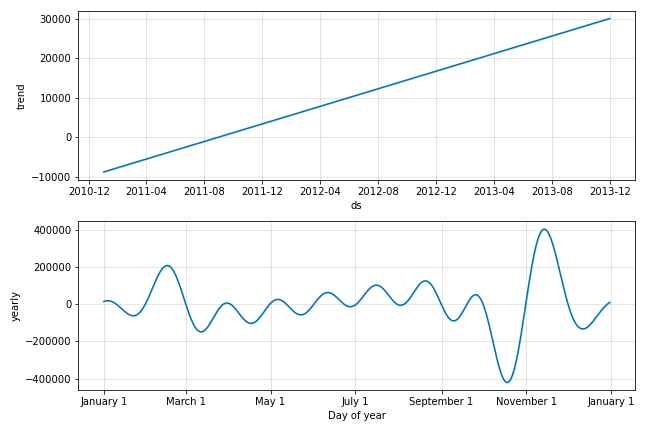 30000
20000
10000
0
−10000
trend
2010-12 2011-04 2011-08 2011-12 2012-04 2012-08 2012-12 2013-04 2013-08 2013-12
ds
400000
200000
0
−200000
−400000
yearly
January 1 March 1 May 1 July 1 September 1 November 1 January 1
Day of year